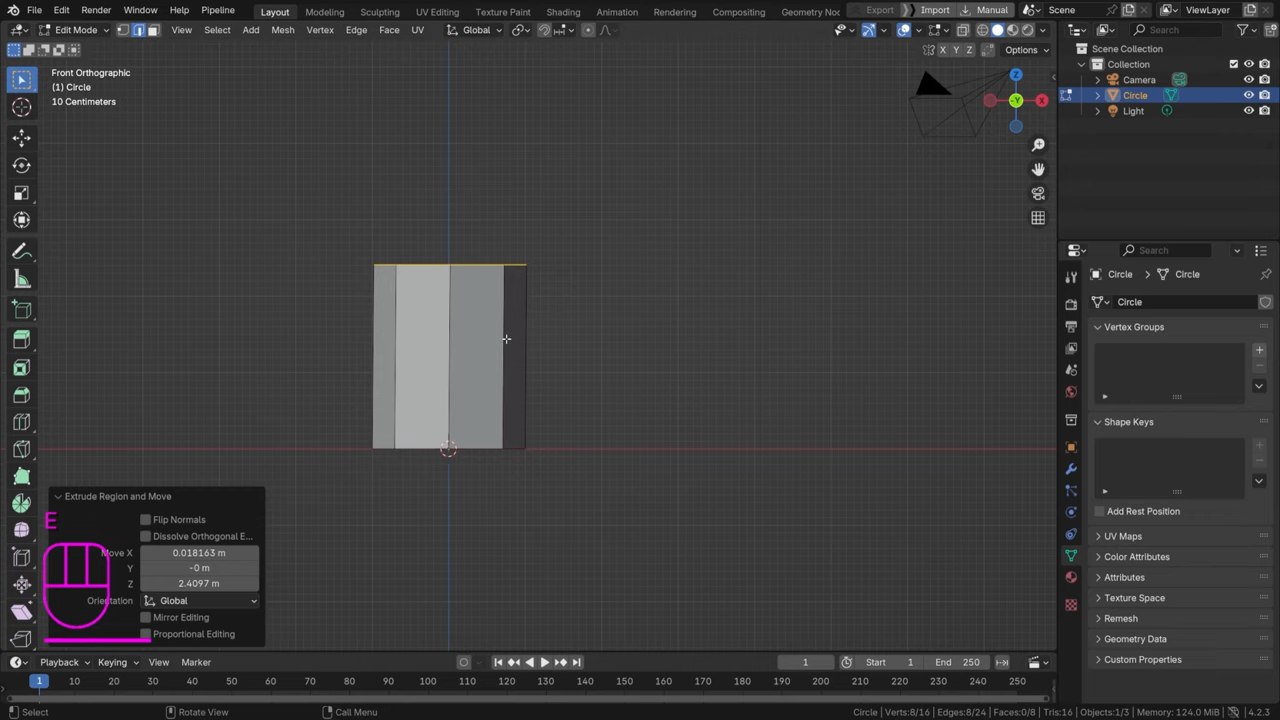 File Edit Render Window Help Pipeline Layout Modeling Sculpting UV Editing Texture Paint Shading Animation Rendering Compositing Geometry Noc Export Import Manual Scene ViewLayer
Edit Mode View Select Add Mesh Vertex Edge Face UV Global
X Y Z Options
Front Orthographic
(1) Circle
10 Centimeters
Z
-Y
X
Scene Collection
Collection
Camera
Circle
Light
Search
Circle Circle
Circle
Vertex Groups
Shape Keys
Add Rest Position
UV Maps
Color Attributes
Attributes
Texture Space
Remesh
Geometry Data
Custom Properties
Extrude Region and Move
E
Flip Normals
Dissolve Orthogonal E...
Move X 0.018163 m
Y -0 m
Z 2.4097 m
Orientation Global
Mirror Editing
Proportional Editing
Playback Keying View Marker 1 Start 1 End 250
1 10 20 30 40 50 60 70 80 90 100 110 120 130 140 150 160 170 180 190 200 210 220 230 240 250
Select Rotate View Call Menu Circle | Verts:8/16 | Edges:8/24 | Faces:0/8 | Tris:16 | Objects:1/3 | Memory: 124.0 MiB | 4.2.3